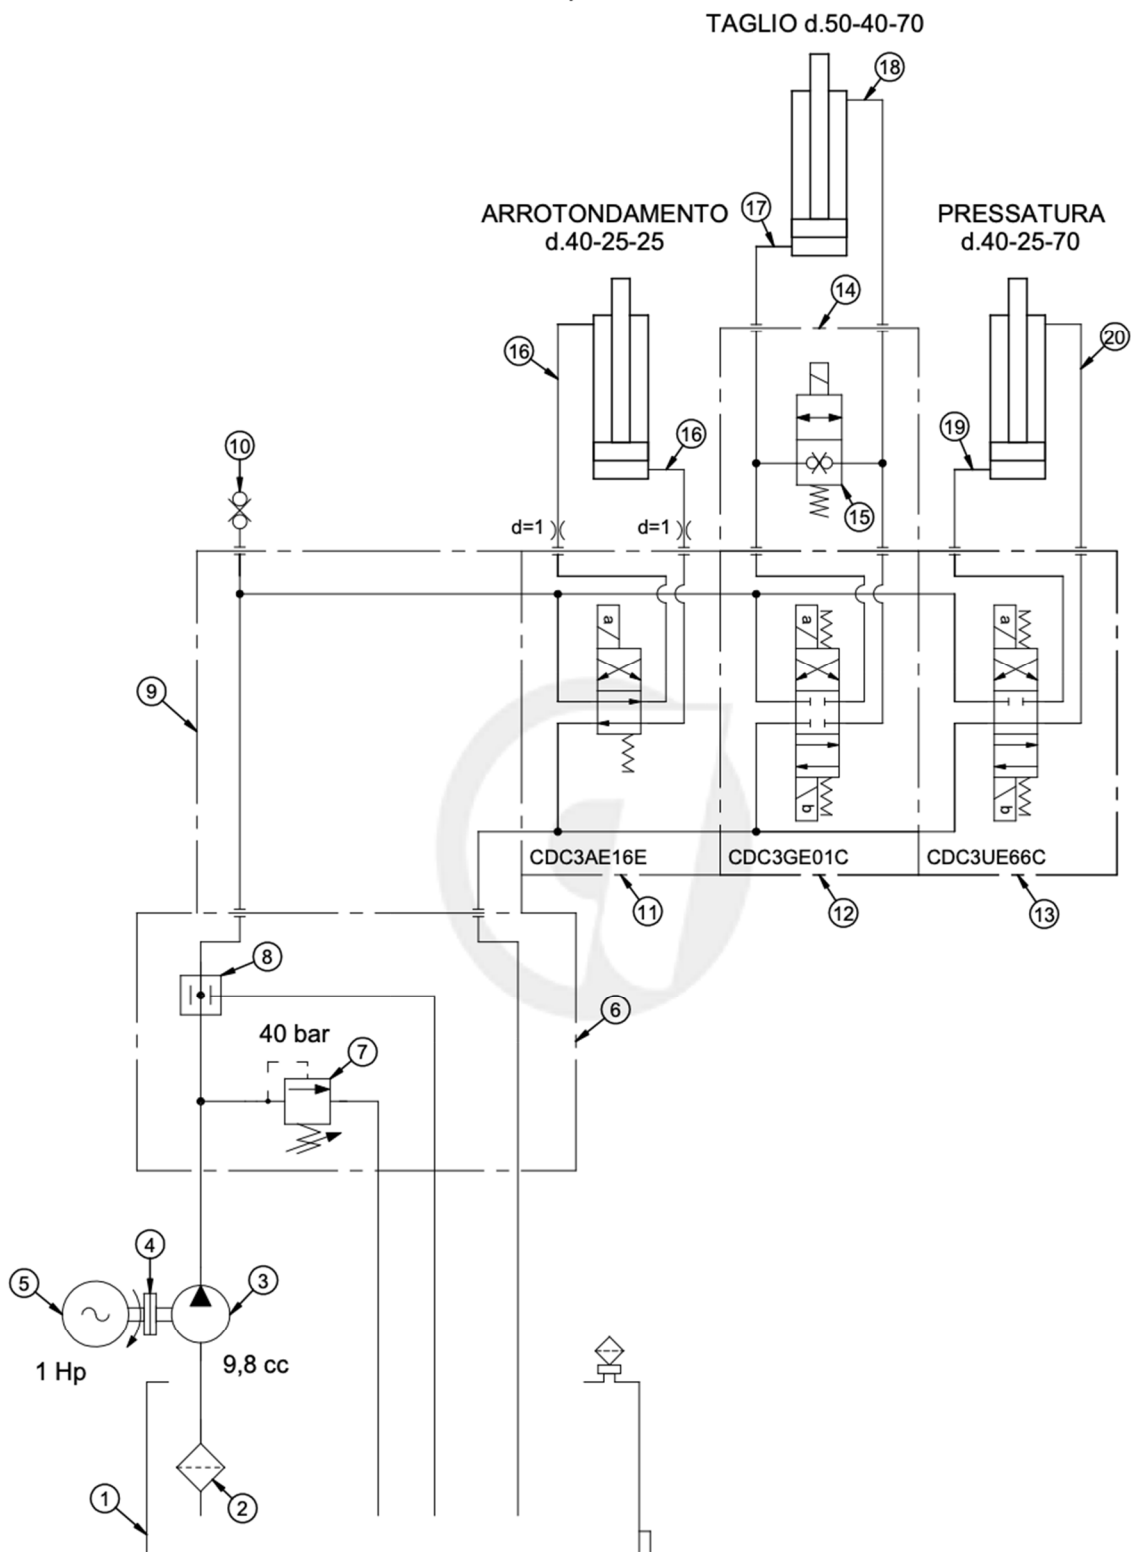 TAGLIO d.50-40-70
18
17
ARROTONDAMENTO
d.40-25-25
PRESSATURA
d.40-25-70
14
16
20
19
16
10
15
d=1
d=1
a
a
a
9
b
b
CDC3AE16E
CDC3GE01C
CDC3UE66C
11
12
13
8
6
40 bar
7
4
5
3
1 Hp
9,8 cc
1
2